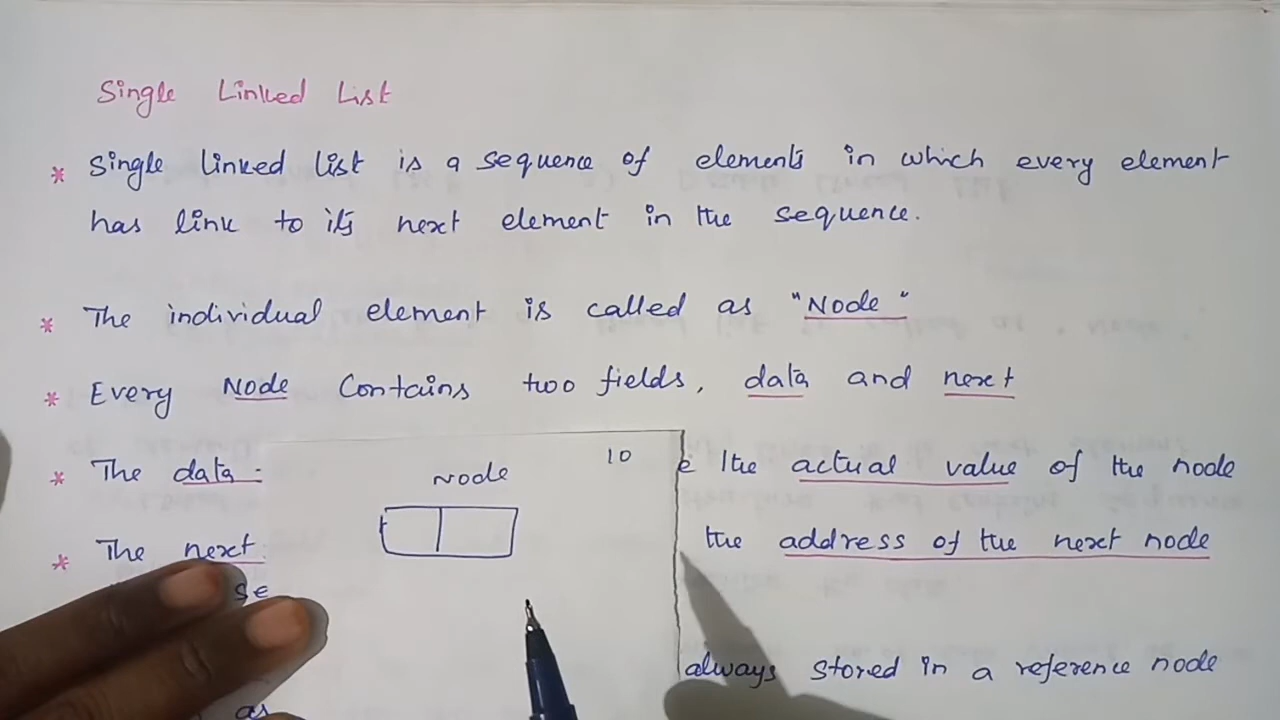 Single Linked List
* Single linked list is a sequence of elements in which every element
has link to its next element in the sequence.
* The individual element is called as "Node"
* Every Node Contains two fields, data and next
* The data the actual value of the node
Node 10
* The next the address of the next node
se
always stored in a reference node
as